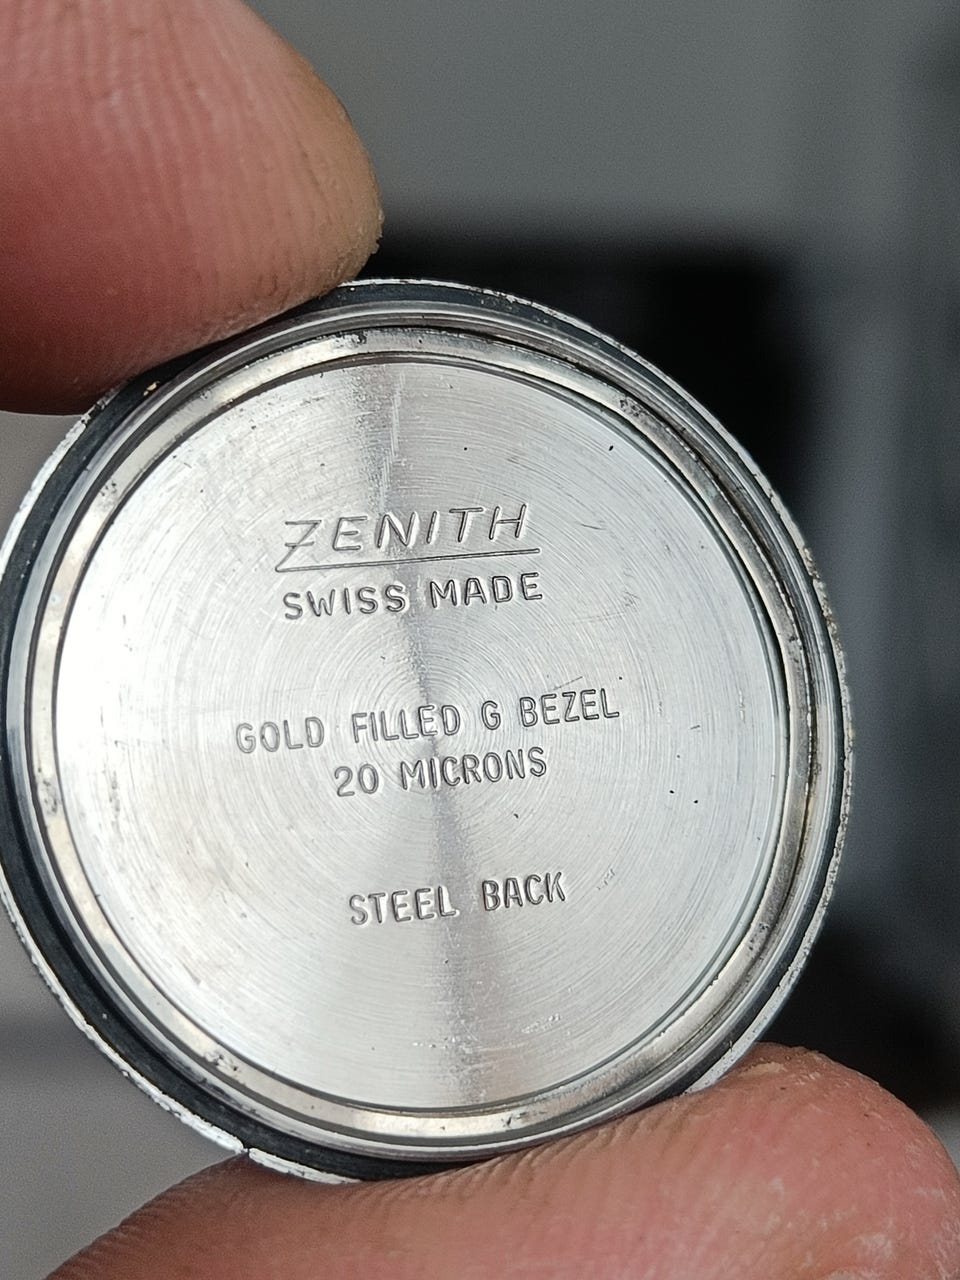 ZENITH
SWISS MADE
GOLD FILLED G BEZEL
20 MICRONS
STEEL BACK